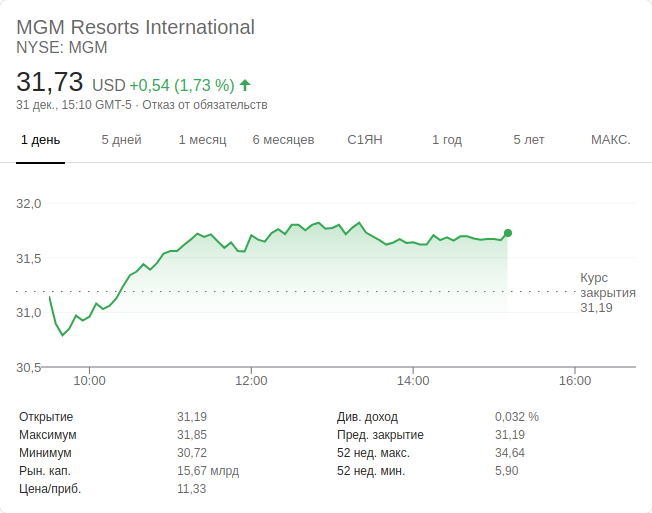 MGM Resorts International
NYSE: MGM
31,73 USD +0,54 (1,73 %)
31 дек., 15:10 GMT-5 · Отказ от обязательств
1 день 5 дней 1 месяц 6 месяцев С1ЯН 1 год 5 лет МАКС.
32,0
31,5
31,0
30,5
Курс
закрытия
31,19
10:00 12:00 14:00 16:00
Открытие 31,19 Див. доход 0,032 %
Максимум 31,85 Пред. закрытие 31,19
Минимум 30,72 52 нед. макс. 34,64
Рын. кап. 15,67 млрд 52 нед. мин. 5,90
Цена/приб. 11,33